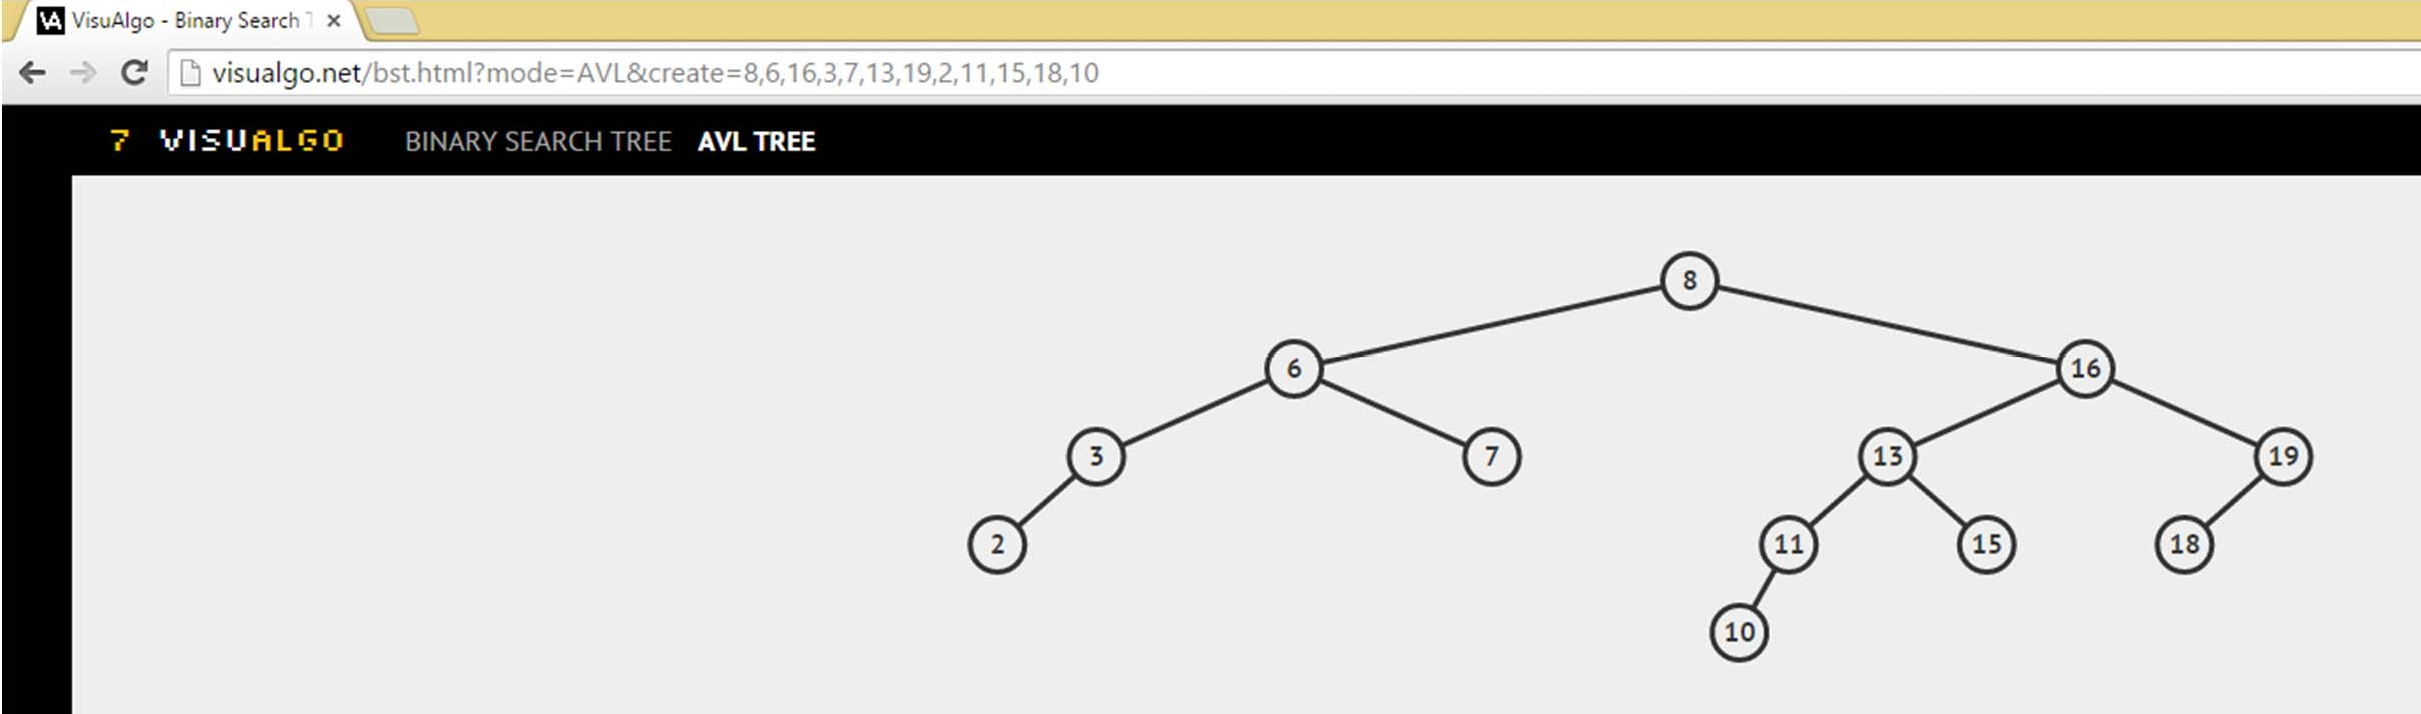 VisuAlgo - Binary Search T
visualgo.net/bst.html?mode=AVL&create=8,6,16,3,7,13,19,2,11,15,18,10
7 VISUALGO BINARY SEARCH TREE AVL TREE
8
6 16
3 7 13 19
2 11 15 18
10